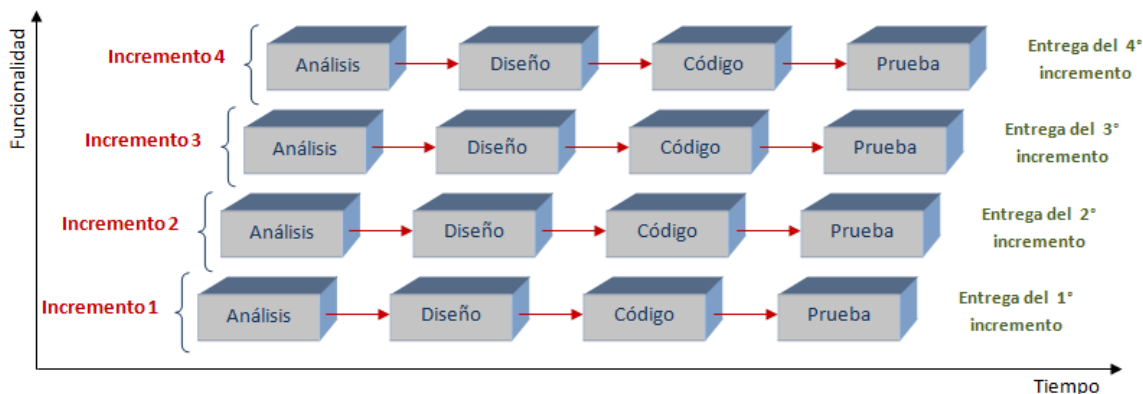 Funcionalidad
Incremento 4
Análisis
Diseño
Código
Prueba
Entrega del 4°
incremento
Incremento 3
Análisis
Diseño
Código
Prueba
Entrega del 3°
incremento
Incremento 2
Análisis
Diseño
Código
Prueba
Entrega del 2°
incremento
Incremento 1
Análisis
Diseño
Código
Prueba
Entrega del 1°
incremento
Tiempo